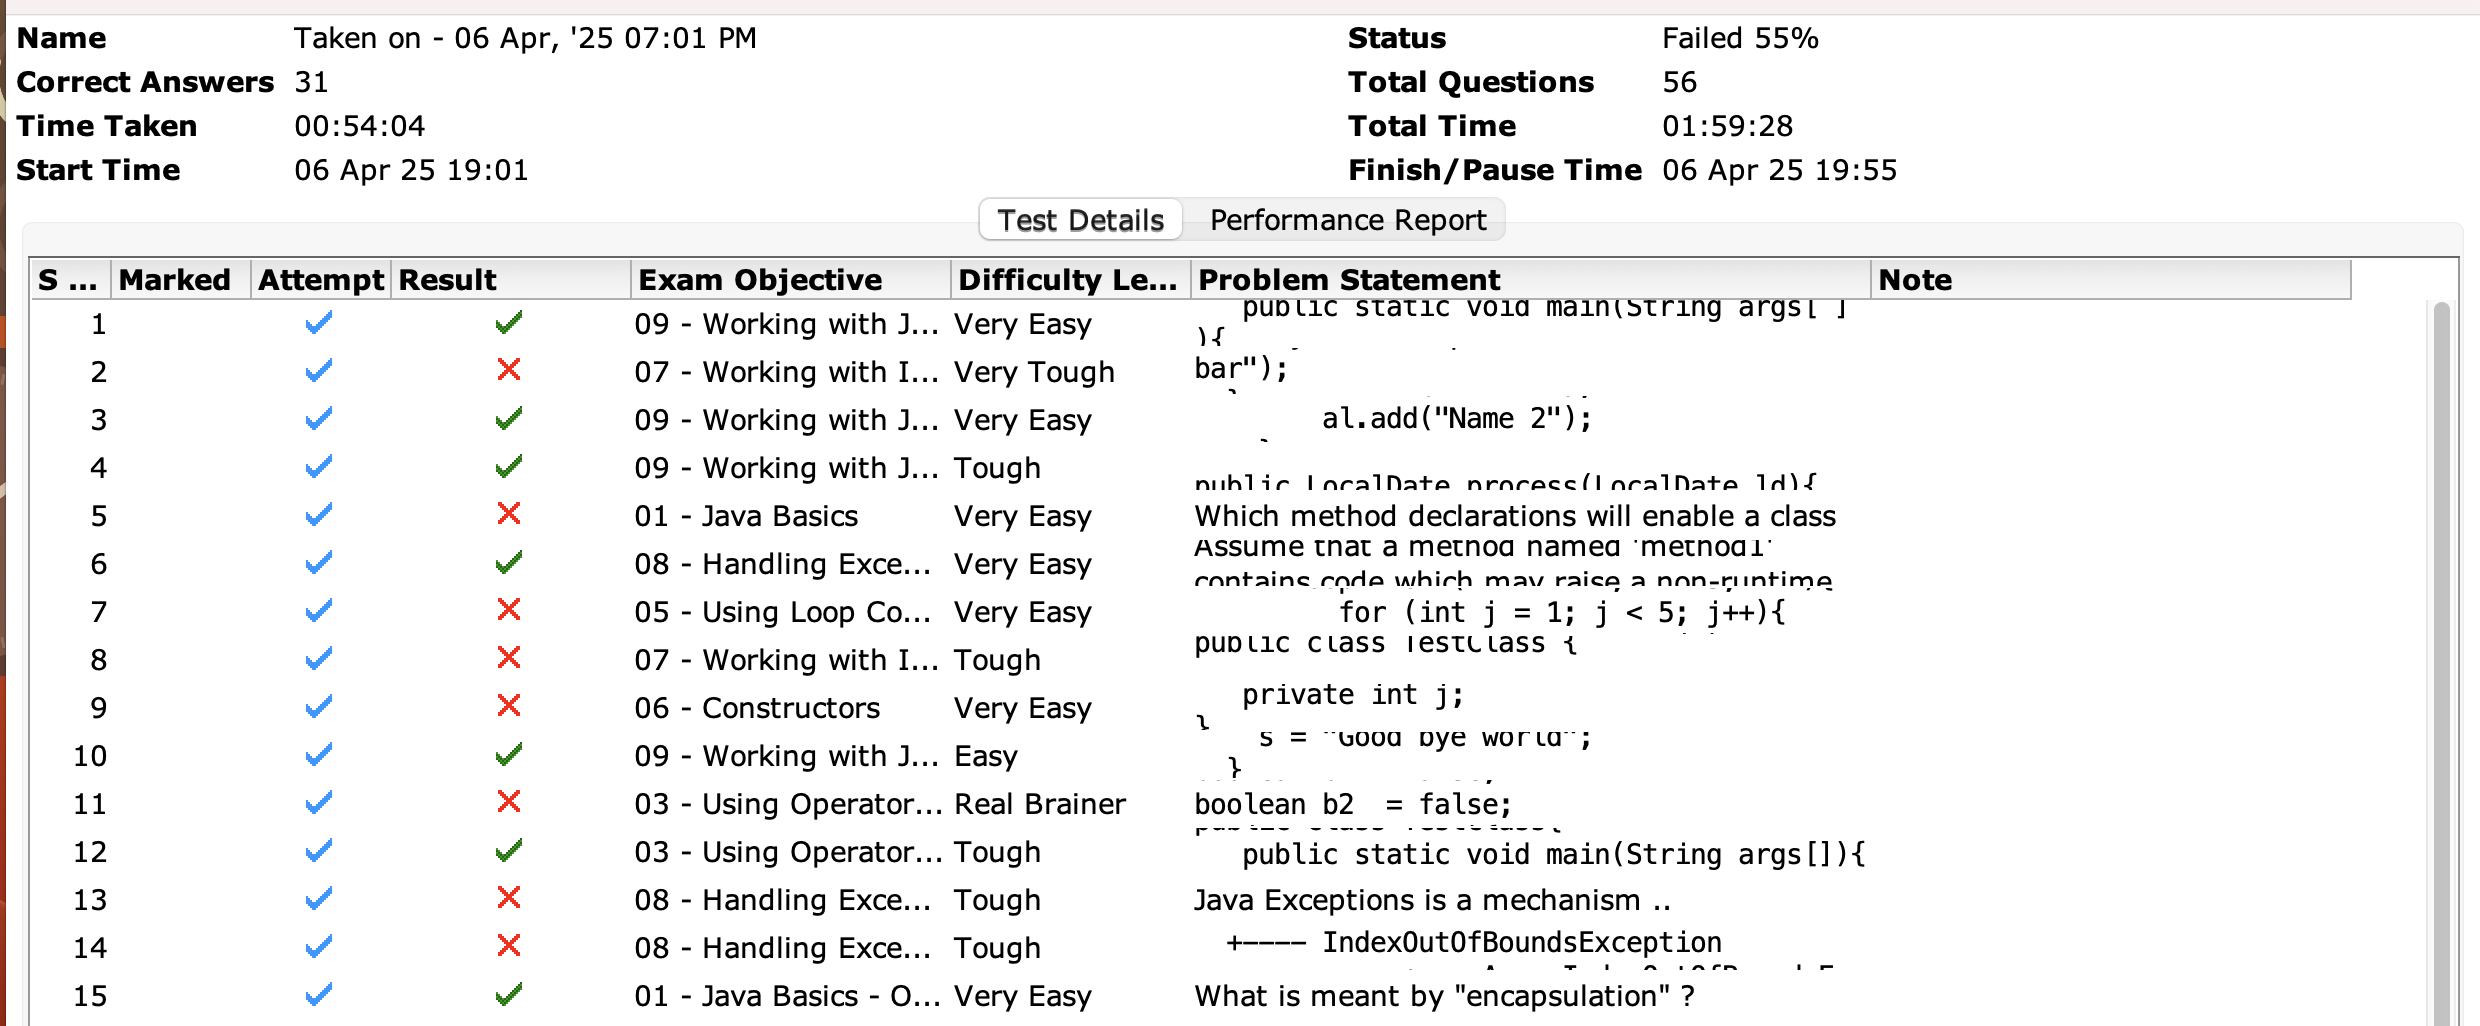 Name Taken on - 06 Apr, '25 07:01 PM Status Failed 55%
Correct Answers 31 Total Questions 56
Time Taken 00:54:04 Total Time 01:59:28
Start Time 06 Apr 25 19:01 Finish/Pause Time 06 Apr 25 19:55
Test Details Performance Report
S ... Marked Attempt Result Exam Objective Difficulty Le... Problem Statement Note
1 09 - Working with J... Very Easy public static void main(String args[ ]
){
2 07 - Working with I... Very Tough bar");
}
3 09 - Working with J... Very Easy al.add("Name 2");
}
4 09 - Working with J... Tough public LocalDate process(LocalDate ld){
5 01 - Java Basics Very Easy Which method declarations will enable a class
6 08 - Handling Exce... Very Easy Assume that a method named 'method1'
contains code which may raise a non-runtime
7 05 - Using Loop Co... Very Easy for (int j = 1; j < 5; j++){
8 07 - Working with I... Tough public class TestClass {
9 06 - Constructors Very Easy private int j;
}
10 09 - Working with J... Easy s = "Good bye world";
}
11 03 - Using Operator... Real Brainer boolean b2  = false;
12 03 - Using Operator... Tough public class TestClass{
public static void main(String args[]){
13 08 - Handling Exce... Tough Java Exceptions is a mechanism ..
14 08 - Handling Exce... Tough +---- IndexOutOfBoundsException
15 01 - Java Basics - O... Very Easy What is meant by "encapsulation" ?